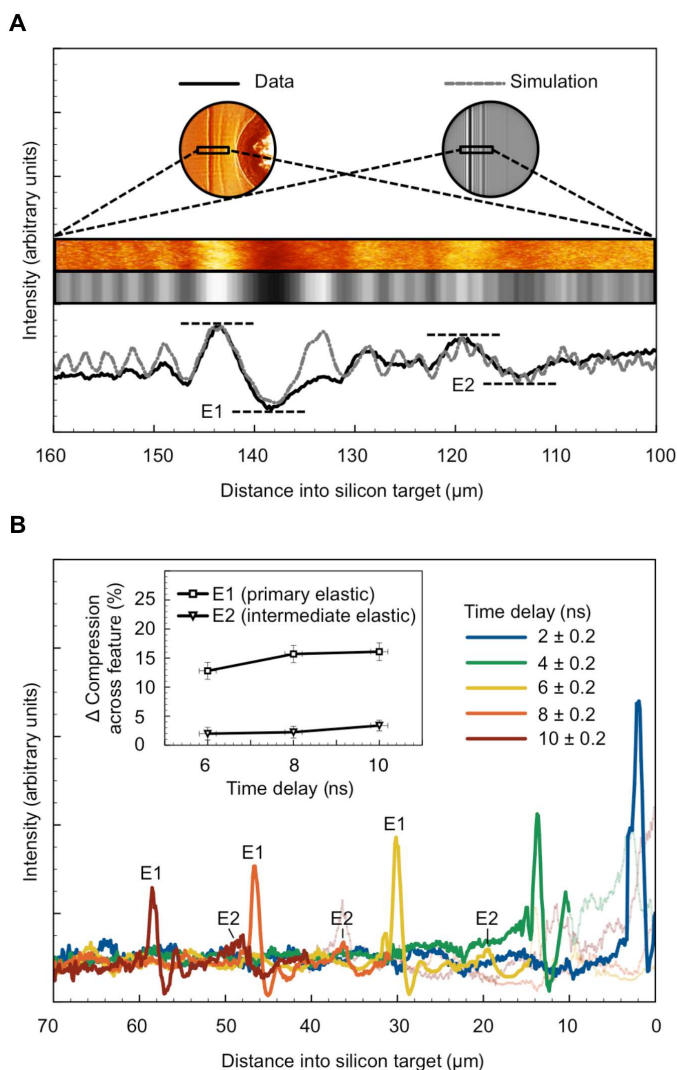 A
Data
Simulation
Intensity (arbitrary units)
E1
E2
160 150 140 130 120 110 100
Distance into silicon target (µm)
B
25
20
15
10
5
0
Δ Compression
across feature (%)
E1 (primary elastic)
E2 (intermediate elastic)
6 8 10
Time delay (ns)
Time delay (ns)
2 ± 0.2
4 ± 0.2
6 ± 0.2
8 ± 0.2
10 ± 0.2
Intensity (arbitrary units)
E1
E1
E1
E2
E2
E2
70 60 50 40 30 20 10 0
Distance into silicon target (µm)